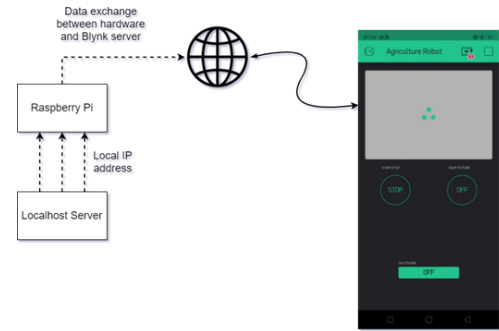 Data exchange
between hardware
and Blynk server
Raspberry Pi
Local IP
address
Localhost Server
Agriculture Robot
STOP
OFF
OFF